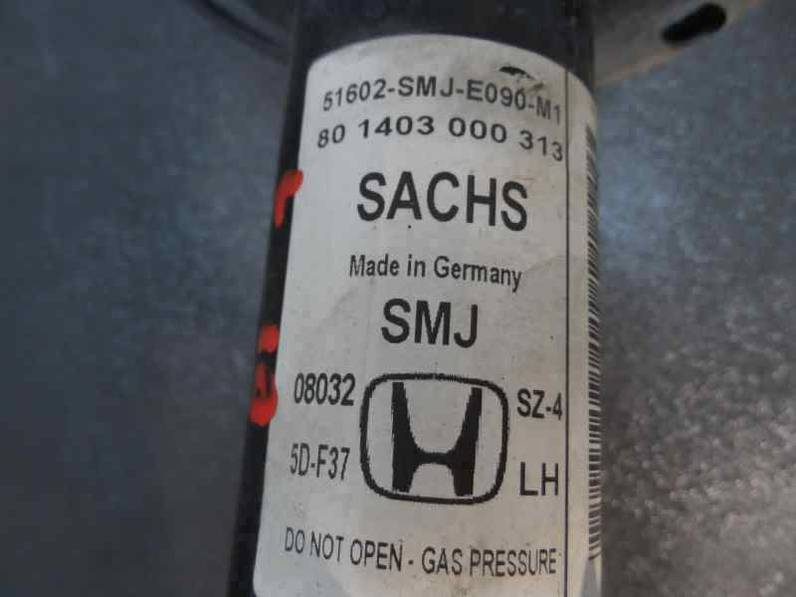 51602-SMJ-E090-M1
80 1403 000 313
SACHS
Made in Germany
SMJ
08032 SZ-4
5D-F37 LH
DO NOT OPEN - GAS PRESSURE